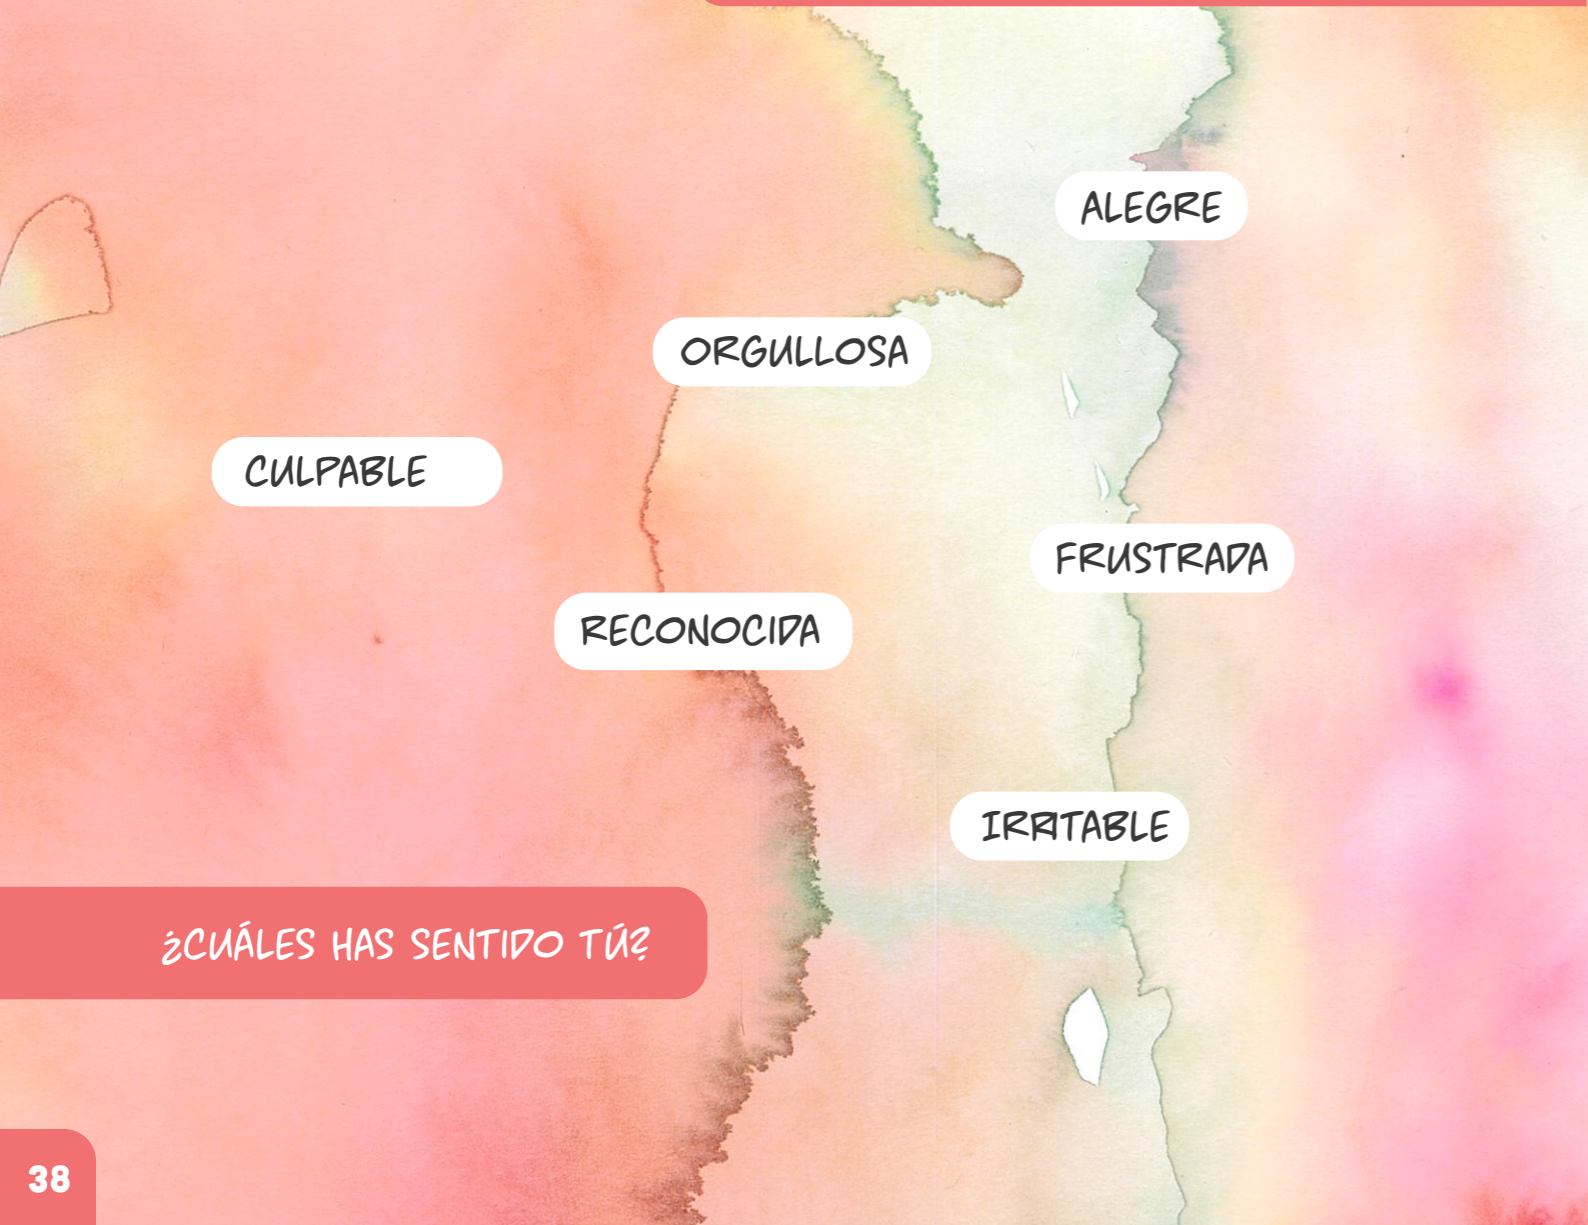 ALEGRE
ORGULLOSA
CULPABLE
FRUSTRADA
RECONOCIDA
IRRITABLE
¿CUÁLES HAS SENTIDO TÚ?
38